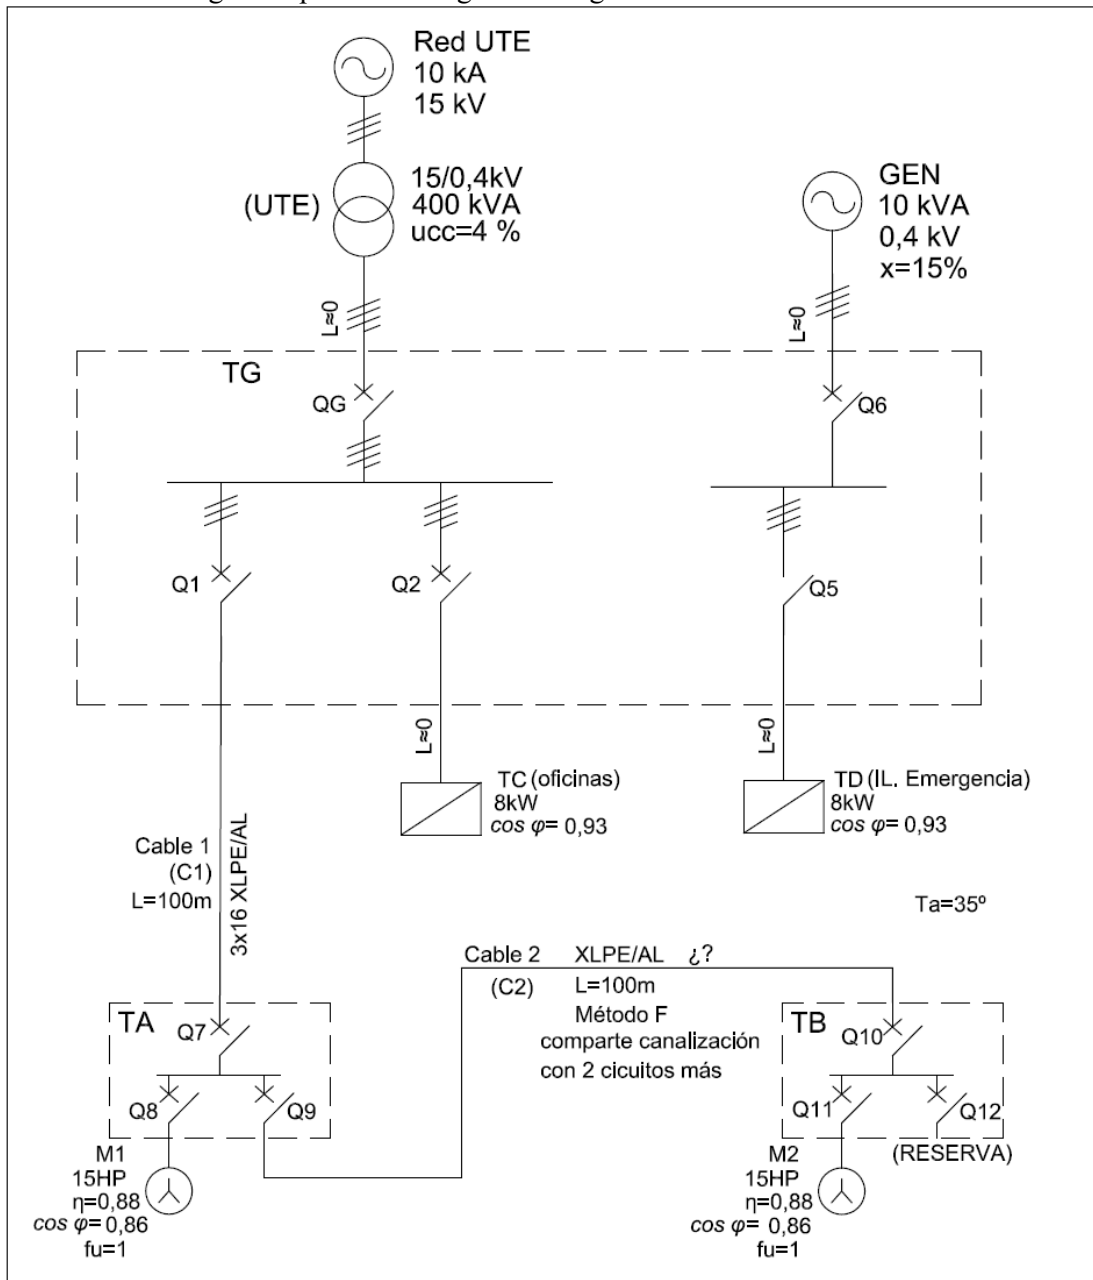 Red UTE
10 kA
15 kV
(UTE)
15/0,4kV
400 kVA
ucc=4 %
GEN
10 kVA
0,4 kV
x=15%
L≈0
L≈0
TG
QG
Q6
Q1
Q2
Q5
L≈0
L≈0
TC (oficinas)
8kW
cos φ= 0,93
TD (IL. Emergencia)
8kW
cos φ= 0,93
Cable 1
(C1)
L=100m
3x16 XLPE/AL
Ta=35º
Cable 2 XLPE/AL ¿?
(C2) L=100m
Método F
comparte canalización
con 2 cicuitos más
TA
Q7
Q8
Q9
TB
Q10
Q11
Q12
(RESERVA)
M1
15HP
η=0,88
cos φ= 0,86
fu=1
M2
15HP
η=0,88
cos φ= 0,86
fu=1